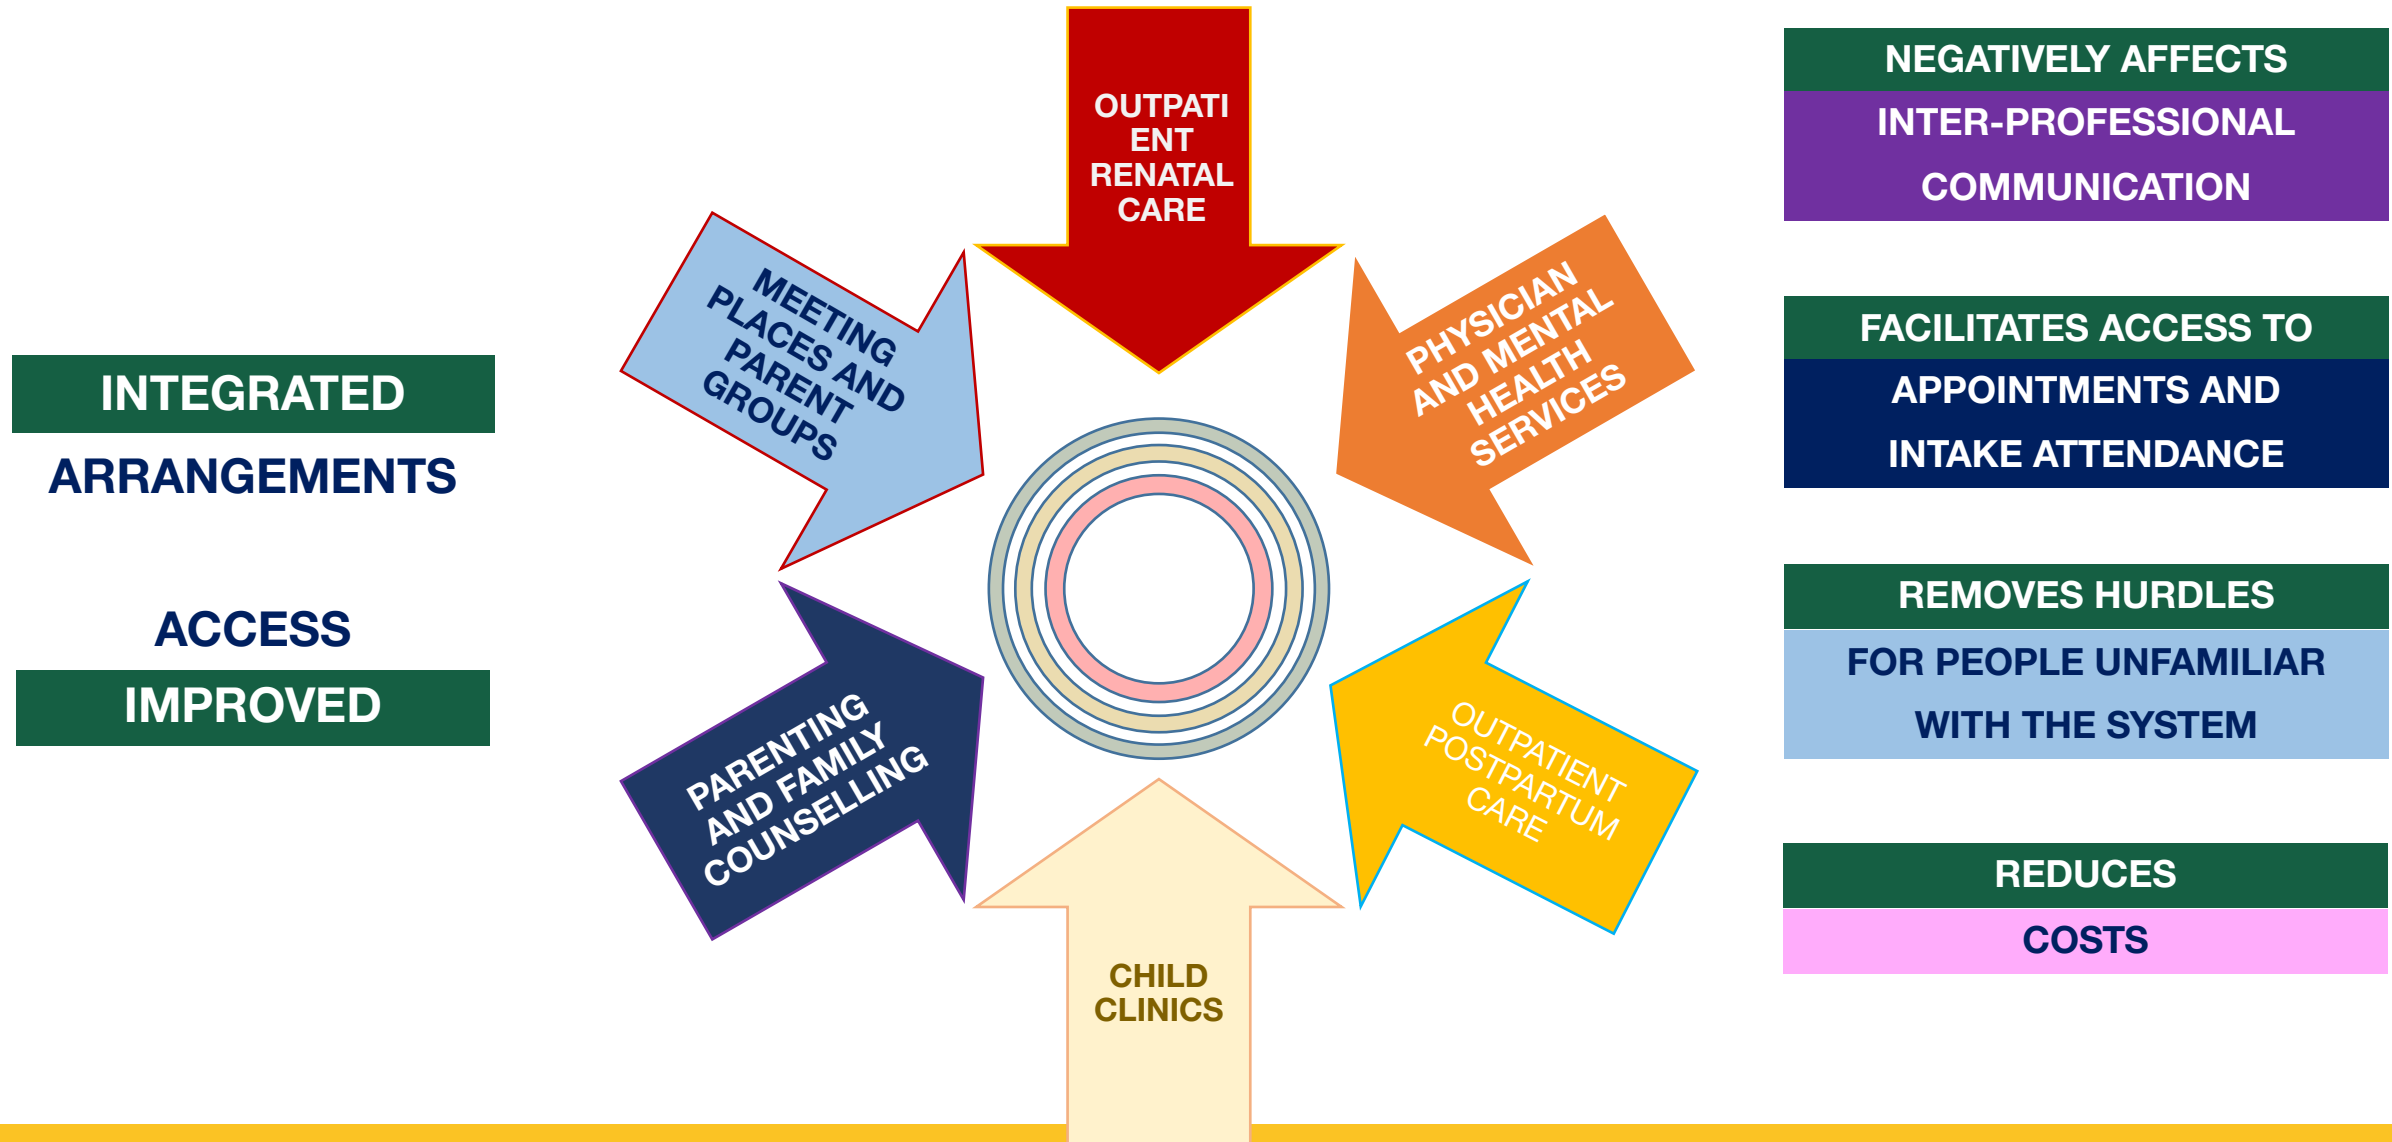 INTEGRATED
ARRANGEMENTS
ACCESS
IMPROVED
OUTPATI
ENT
RENATAL
CARE
MEETING
PLACES AND
PARENT
GROUPS
PHYSICIAN
AND MENTAL
HEALTH
SERVICES
PARENTING
AND FAMILY
COUNSELLING
OUTPATIENT
POSTPARTUM
CARE
CHILD
CLINICS
NEGATIVELY AFFECTS
INTER-PROFESSIONAL
COMMUNICATION
FACILITATES ACCESS TO
APPOINTMENTS AND
INTAKE ATTENDANCE
REMOVES HURDLES
FOR PEOPLE UNFAMILIAR
WITH THE SYSTEM
REDUCES
COSTS